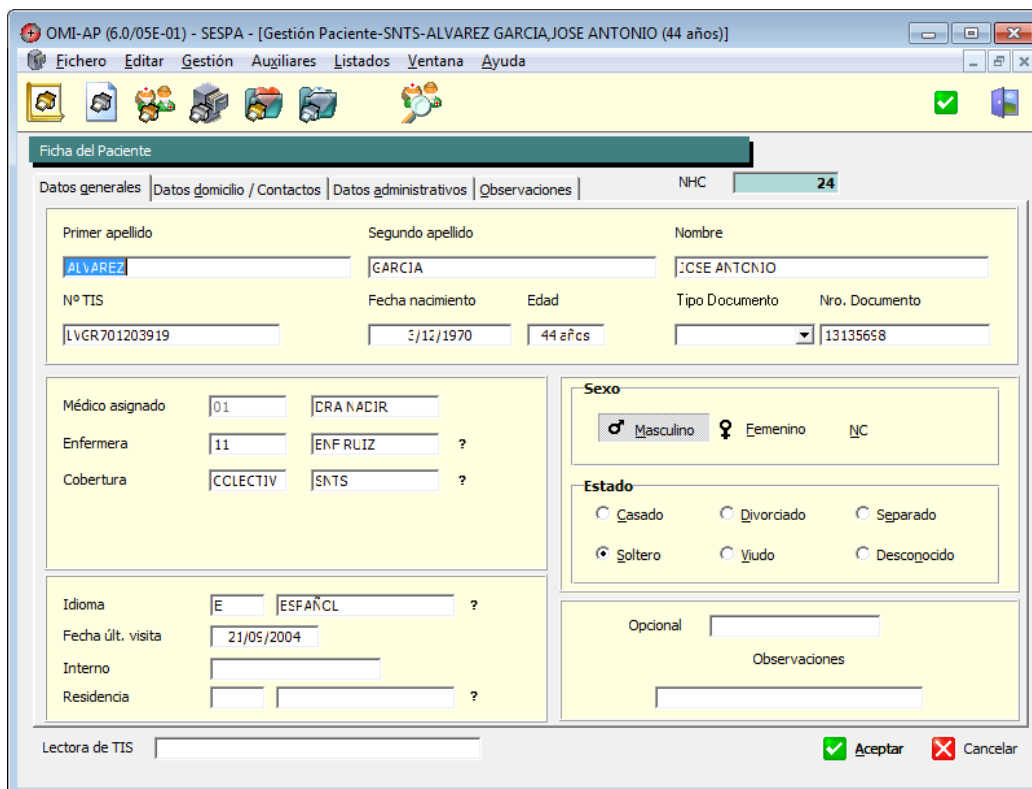 OMI-AP (6.0/05E-01) - SESPA - [Gestión Paciente-SNTS-ALVAREZ GARCIA,JOSE ANTONIO (44 años)]
Fichero Editar Gestión Auxiliares Listados Ventana Ayuda
Ficha del Paciente
Datos generales Datos domicilio / Contactos Datos administrativos Observaciones NHC 24
Primer apellido Segundo apellido Nombre
ALVAREZ GARCIA JOSE ANTONIO
Nº TIS Fecha nacimiento Edad Tipo Documento Nro. Documento
LVGR701203919 3/12/1970 44 años 13135698
Médico asignado 01 DRA NADIR
Enfermera 11 ENF RUIZ ?
Cobertura COLECTIV SNTS ?
Sexo
Masculino Femenino NC
Estado
Casado Divorciado Separado
Soltero Viudo Desconocido
Idioma E ESPAÑOL ?
Fecha últ. visita 21/09/2004
Interno
Residencia ?
Opcional
Observaciones
Lectora de TIS Aceptar Cancelar